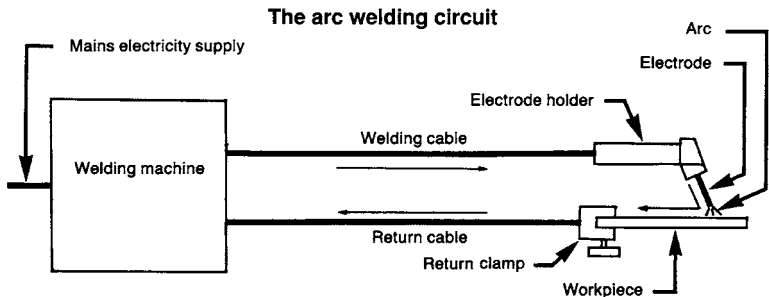 The arc welding circuit
Mains electricity supply
Arc
Electrode
Electrode holder
Welding cable
Welding machine
Return cable
Return clamp
Workpiece